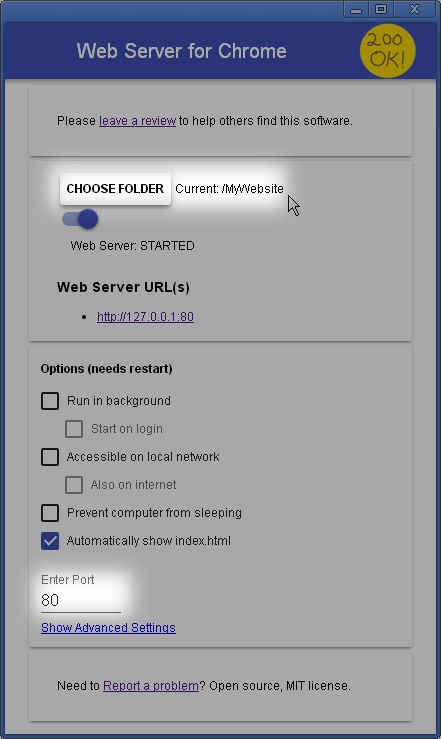 Web Server for Chrome
200
OK!
Please leave a review to help others find this software.
CHOOSE FOLDER Current: /MyWebsite
Web Server: STARTED
Web Server URL(s)
• http://127.0.0.1:80
Options (needs restart)
Run in background
Start on login
Accessible on local network
Also on internet
Prevent computer from sleeping
Automatically show index.html
Enter Port
80
Show Advanced Settings
Need to Report a problem? Open source, MIT license.